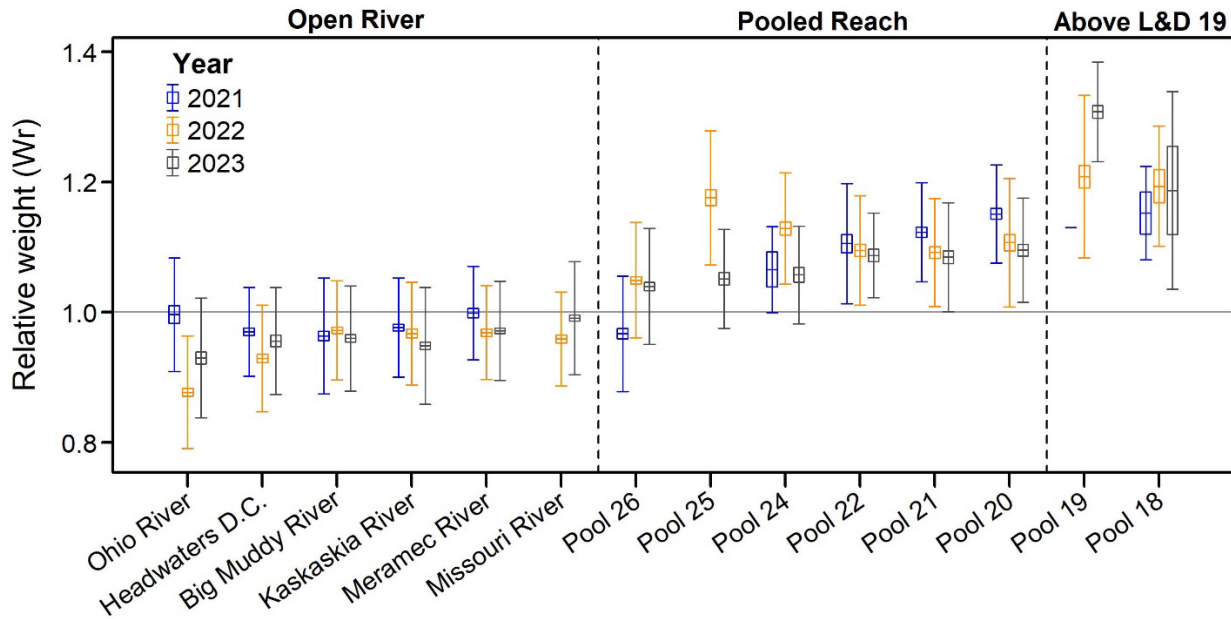 Open River
Pooled Reach
Above L&D 19
Year
2021
2022
2023
Relative weight (Wr)
1.4
1.2
1.0
0.8
Ohio River
Headwaters D.C.
Big Muddy River
Kaskaskia River
Meramec River
Missouri River
Pool 26
Pool 25
Pool 24
Pool 22
Pool 21
Pool 20
Pool 19
Pool 18